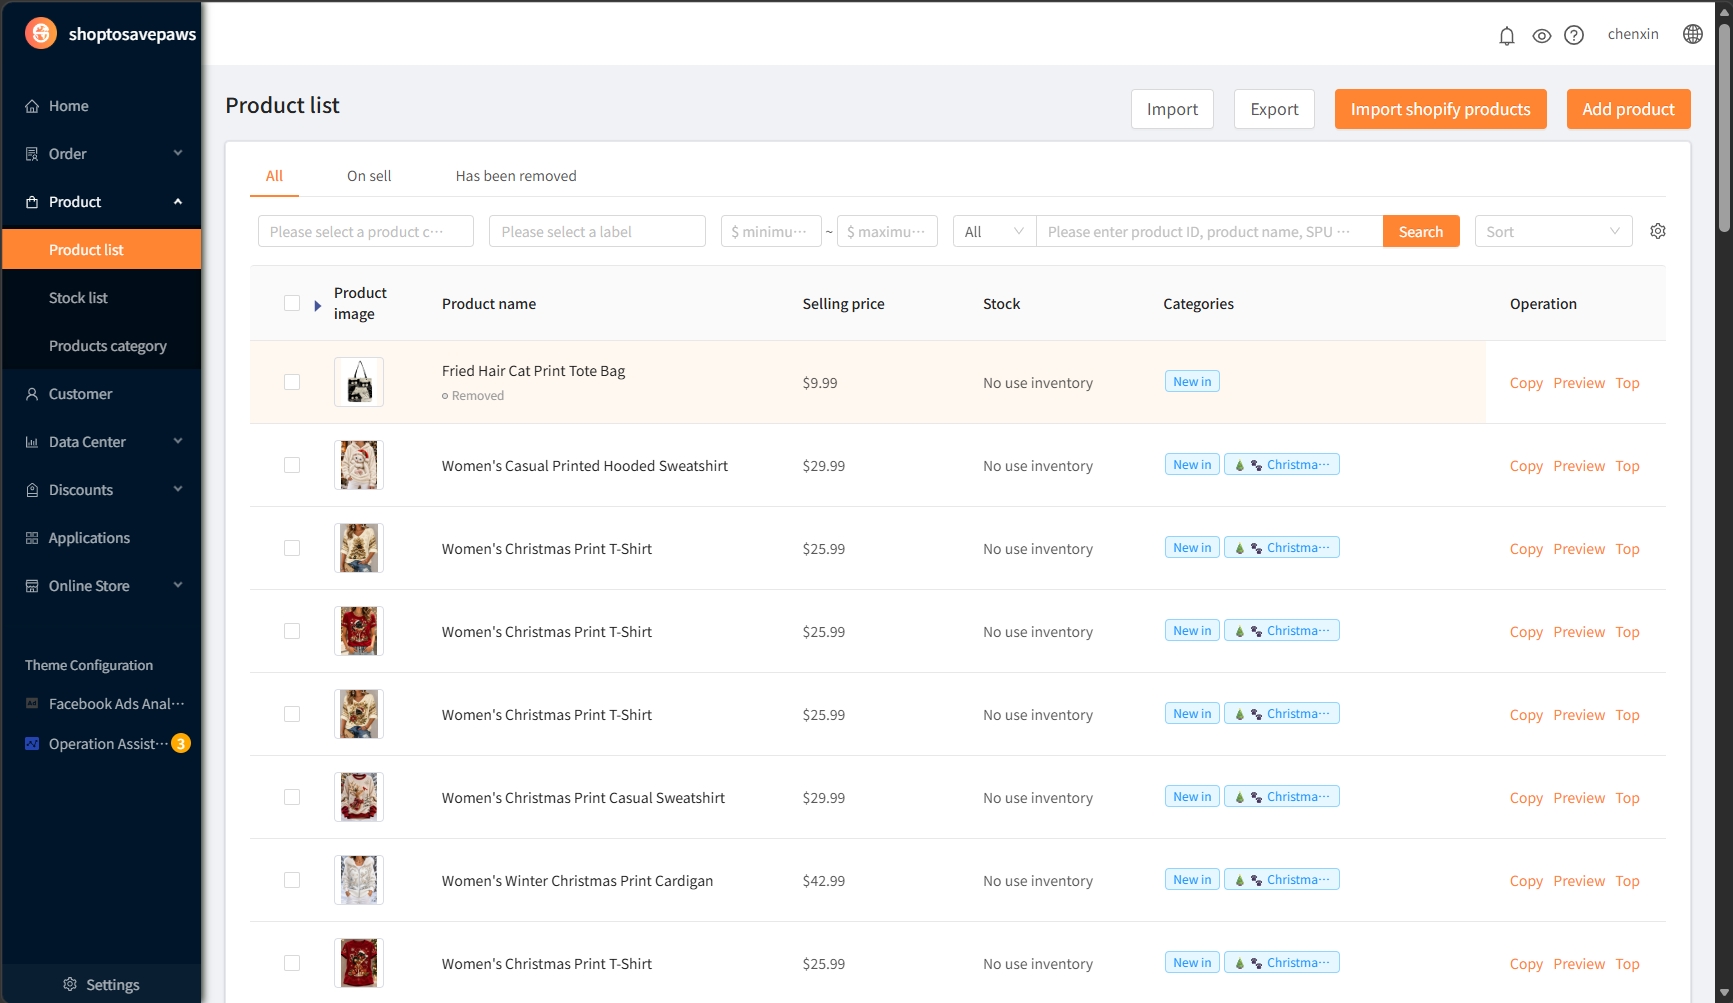 shoptosavepaws
chenxin
Home
Order
Product
Product list
Stock list
Products category
Customer
Data Center
Discounts
Applications
Online Store
Theme Configuration
Facebook Ads Anal···
Operation Assist··· 3
Settings
Product list
Import Export Import shopify products Add product
All On sell Has been removed
Please select a product c··· Please select a label $ minimu··· ~ $ maximu··· All Please enter product ID, product name, SPU ··· Search Sort
Product image Product name Selling price Stock Categories Operation
Fried Hair Cat Print Tote Bag
Removed
$9.99 No use inventory New in Copy Preview Top
Women's Casual Printed Hooded Sweatshirt $29.99 No use inventory New in 🎄 🐾 Christma··· Copy Preview Top
Women's Christmas Print T-Shirt $25.99 No use inventory New in 🎄 🐾 Christma··· Copy Preview Top
Women's Christmas Print T-Shirt $25.99 No use inventory New in 🎄 🐾 Christma··· Copy Preview Top
Women's Christmas Print T-Shirt $25.99 No use inventory New in 🎄 🐾 Christma··· Copy Preview Top
Women's Christmas Print Casual Sweatshirt $29.99 No use inventory New in 🎄 🐾 Christma··· Copy Preview Top
Women's Winter Christmas Print Cardigan $42.99 No use inventory New in 🎄 🐾 Christma··· Copy Preview Top
Women's Christmas Print T-Shirt $25.99 No use inventory New in 🎄 🐾 Christma··· Copy Preview Top